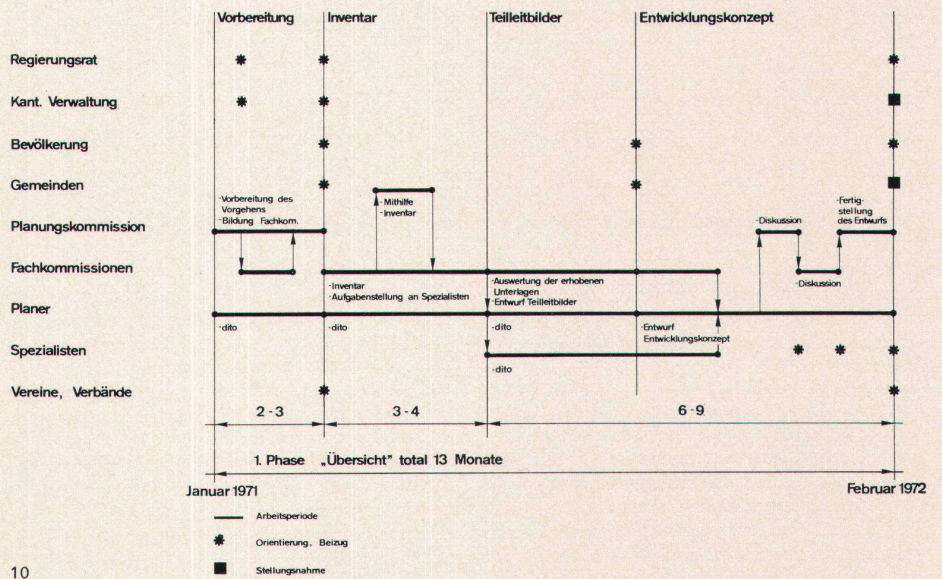 Vorbereitung Inventar Teilleitbilder Entwicklungskonzept
Regierungsrat
Kant. Verwaltung
Bevölkerung
Gemeinden
-Vorbereitung des
Vorgehens
-Bildung Fachkom.
-Mithilfe
-Inventar
-Diskussion
-Fertig-
stellung
des Entwurfs
Planungskommission
Fachkommissionen
-Inventar
-Aufgabenstellung an Spezialisten
-Auswertung der erhobenen
Unterlagen
-Entwurf Teilleitbilder
-Diskussion
Planer
-dito
-dito
-dito
-Entwurf
Entwicklungskonzept
Spezialisten
-dito
Vereine, Verbände
2-3 3-4 6-9
1. Phase „Übersicht" total 13 Monate
Januar 1971 Februar 1972
Arbeitsperiode
Orientierung, Beizug
Stellungsnahme
10